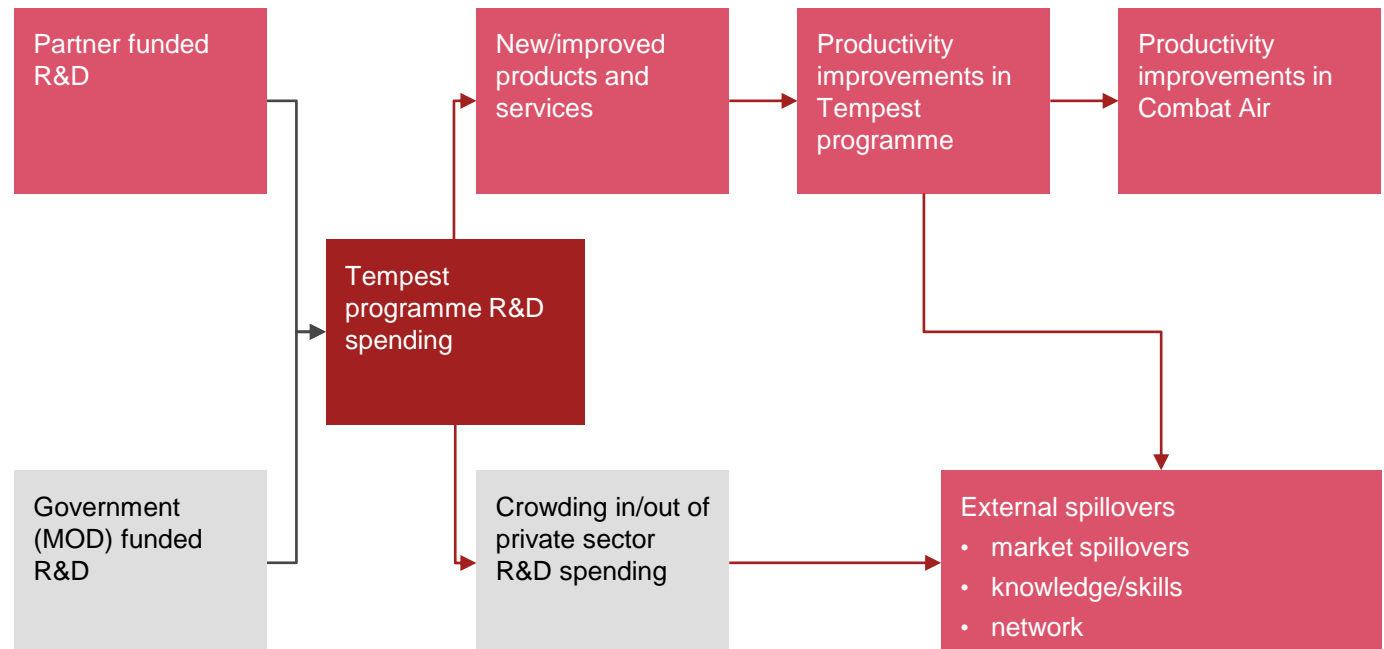 Partner funded
R&D
New/improved
products and
services
Productivity
improvements in
Tempest
programme
Productivity
improvements in
Combat Air
Tempest
programme R&D
spending
Government
(MOD) funded
R&D
Crowding in/out of
private sector
R&D spending
External spillovers
• market spillovers
• knowledge/skills
• network